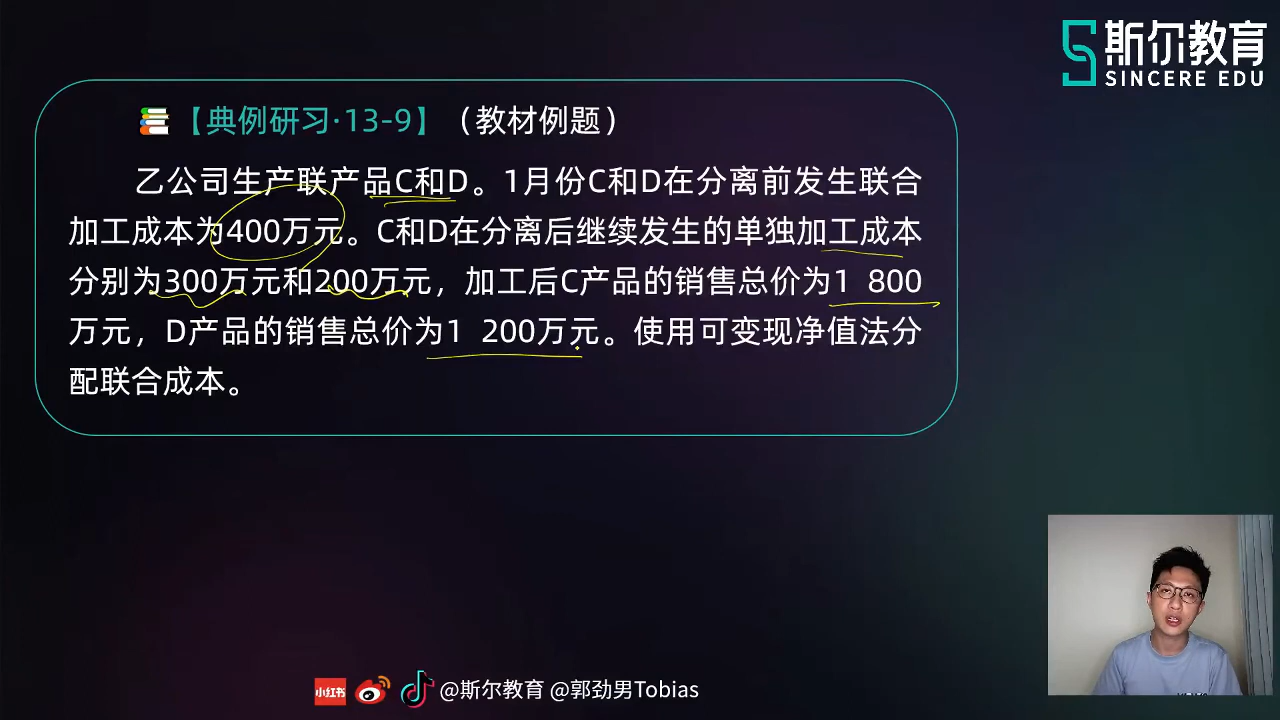 斯尔教育
SINCERE EDU
【典例研习·13-9】（教材例题）
乙公司生产联产品C和D。1月份C和D在分离前发生联合
加工成本为400万元。C和D在分离后继续发生的单独加工成本
分别为300万元和200万元，加工后C产品的销售总价为1 800
万元，D产品的销售总价为1 200万元。使用可变现净值法分
配联合成本。
小红书
@斯尔教育 @郭劲男Tobias